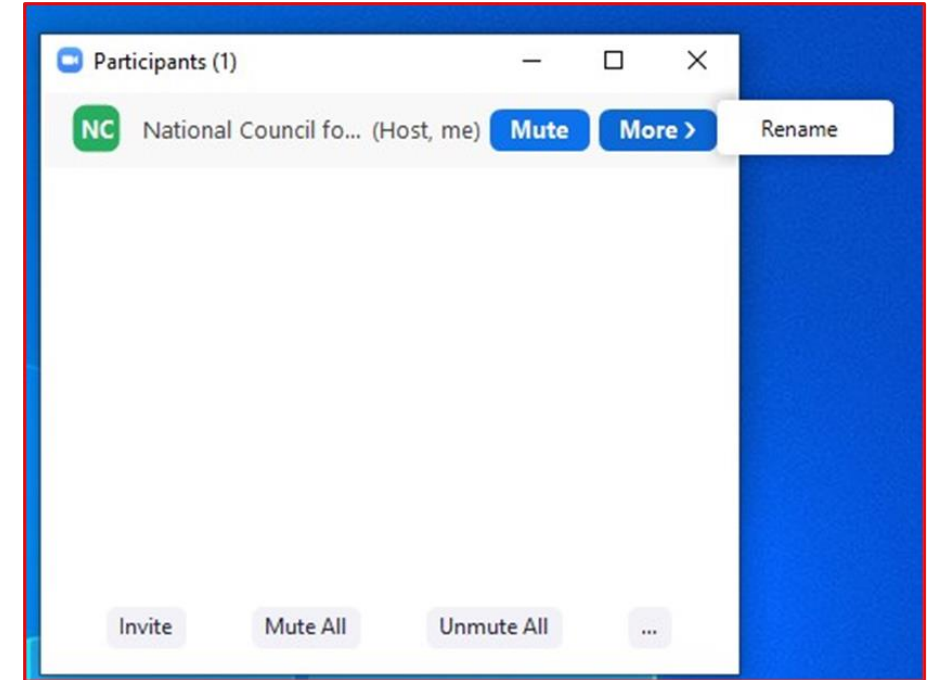 Participants (1)
NC National Council fo... (Host, me) Mute More > Rename
Invite Mute All Unmute All ...